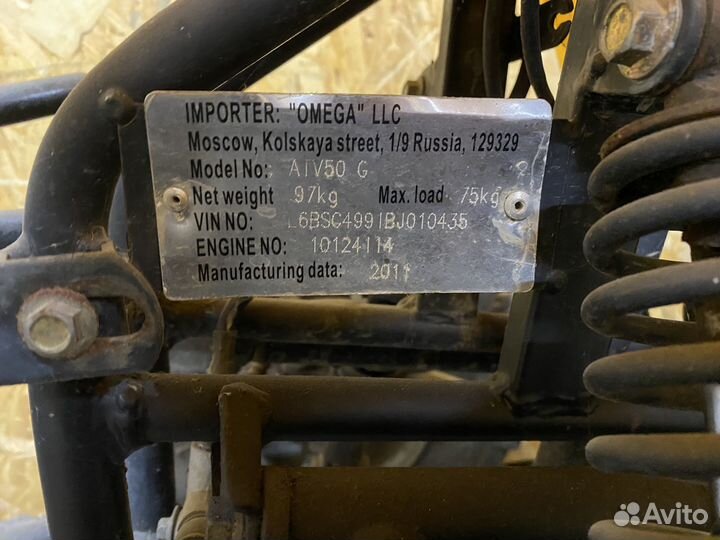 IMPORTER: "OMEGA" LLC
Moscow, Kolskaya street, 1/9 Russia, 129329
Model No: ATV50 G
Net weight 97kg Max. load 75kg
VIN NO: L6BSC4991BJ010435
ENGINE NO: 10124114
Manufacturing data: 2011
Avito